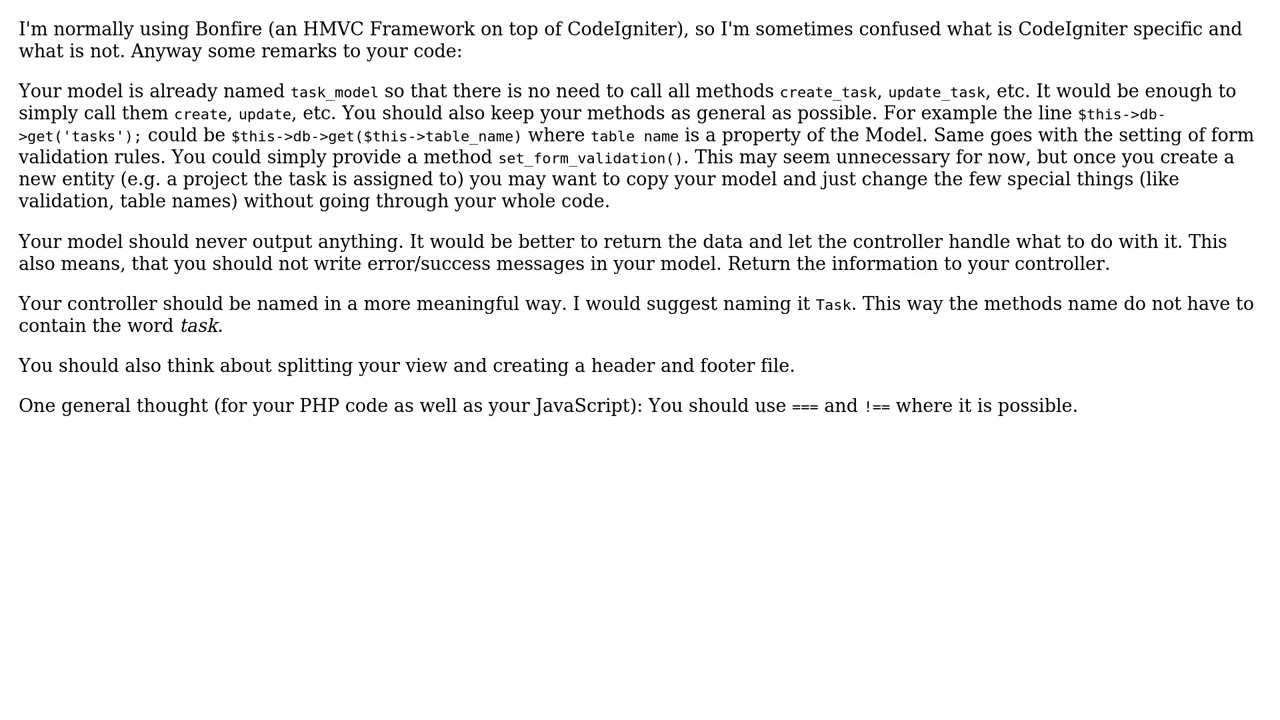 I'm normally using Bonfire (an HMVC Framework on top of CodeIgniter), so I'm sometimes confused what is CodeIgniter specific and
what is not. Anyway some remarks to your code:
Your model is already named task_model so that there is no need to call all methods create_task, update_task, etc. It would be enough to
simply call them create, update, etc. You should also keep your methods as general as possible. For example the line $this->db-
>get('tasks'); could be $this->db->get($this->table_name) where table name is a property of the Model. Same goes with the setting of form
validation rules. You could simply provide a method set_form_validation(). This may seem unnecessary for now, but once you create a
new entity (e.g. a project the task is assigned to) you may want to copy your model and just change the few special things (like
validation, table names) without going through your whole code.
Your model should never output anything. It would be better to return the data and let the controller handle what to do with it. This
also means, that you should not write error/success messages in your model. Return the information to your controller.
Your controller should be named in a more meaningful way. I would suggest naming it Task. This way the methods name do not have to
contain the word task.
You should also think about splitting your view and creating a header and footer file.
One general thought (for your PHP code as well as your JavaScript): You should use === and !== where it is possible.